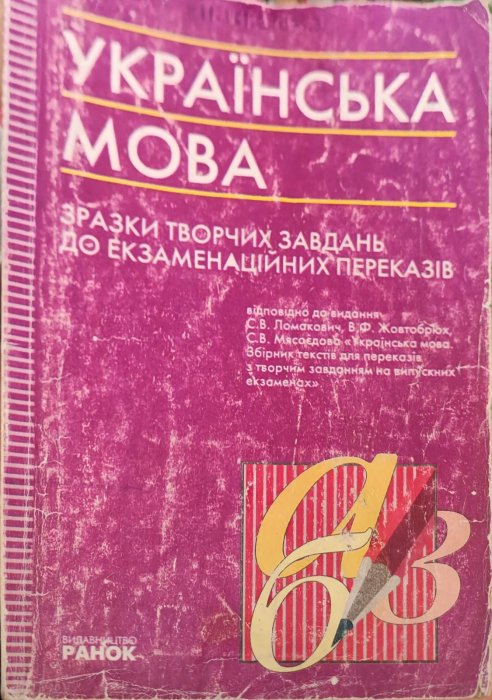 УКРАЇНСЬКА
МОВА
ЗРАЗКИ ТВОРЧИХ ЗАВДАНЬ
ДО ЕКЗАМЕНАЦІЙНИХ ПЕРЕКАЗІВ
відповідно до видання
С.В. Ломакович, В.Ф. Жовтобрюх,
С.В. Мясоєдова «Українська мова.
Збірник текстів для переказів
з творчим завданням на випускних
екзаменах»
а
б
З
ВИДАВНИЦТВО
РАНОК